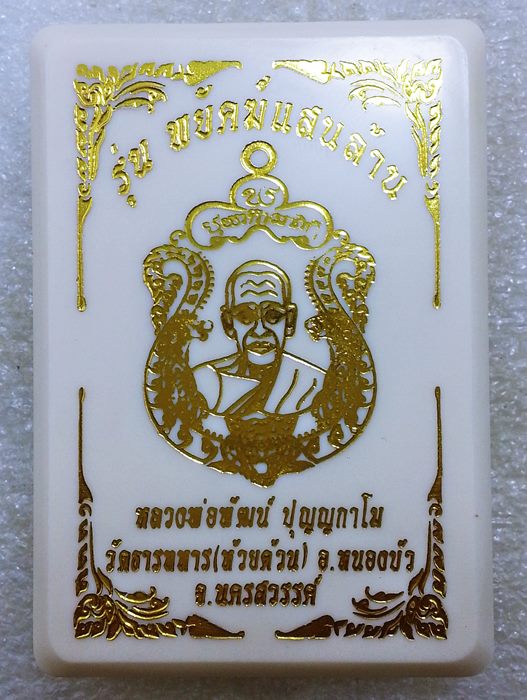 รุ่น พยัคฆ์แสนล้าน
หลวงพ่อพัฒน์ ปุญญกาโม
วัดธารทหาร(ห้วยด้วน) อ.หนองบัว
จ.นครสวรรค์